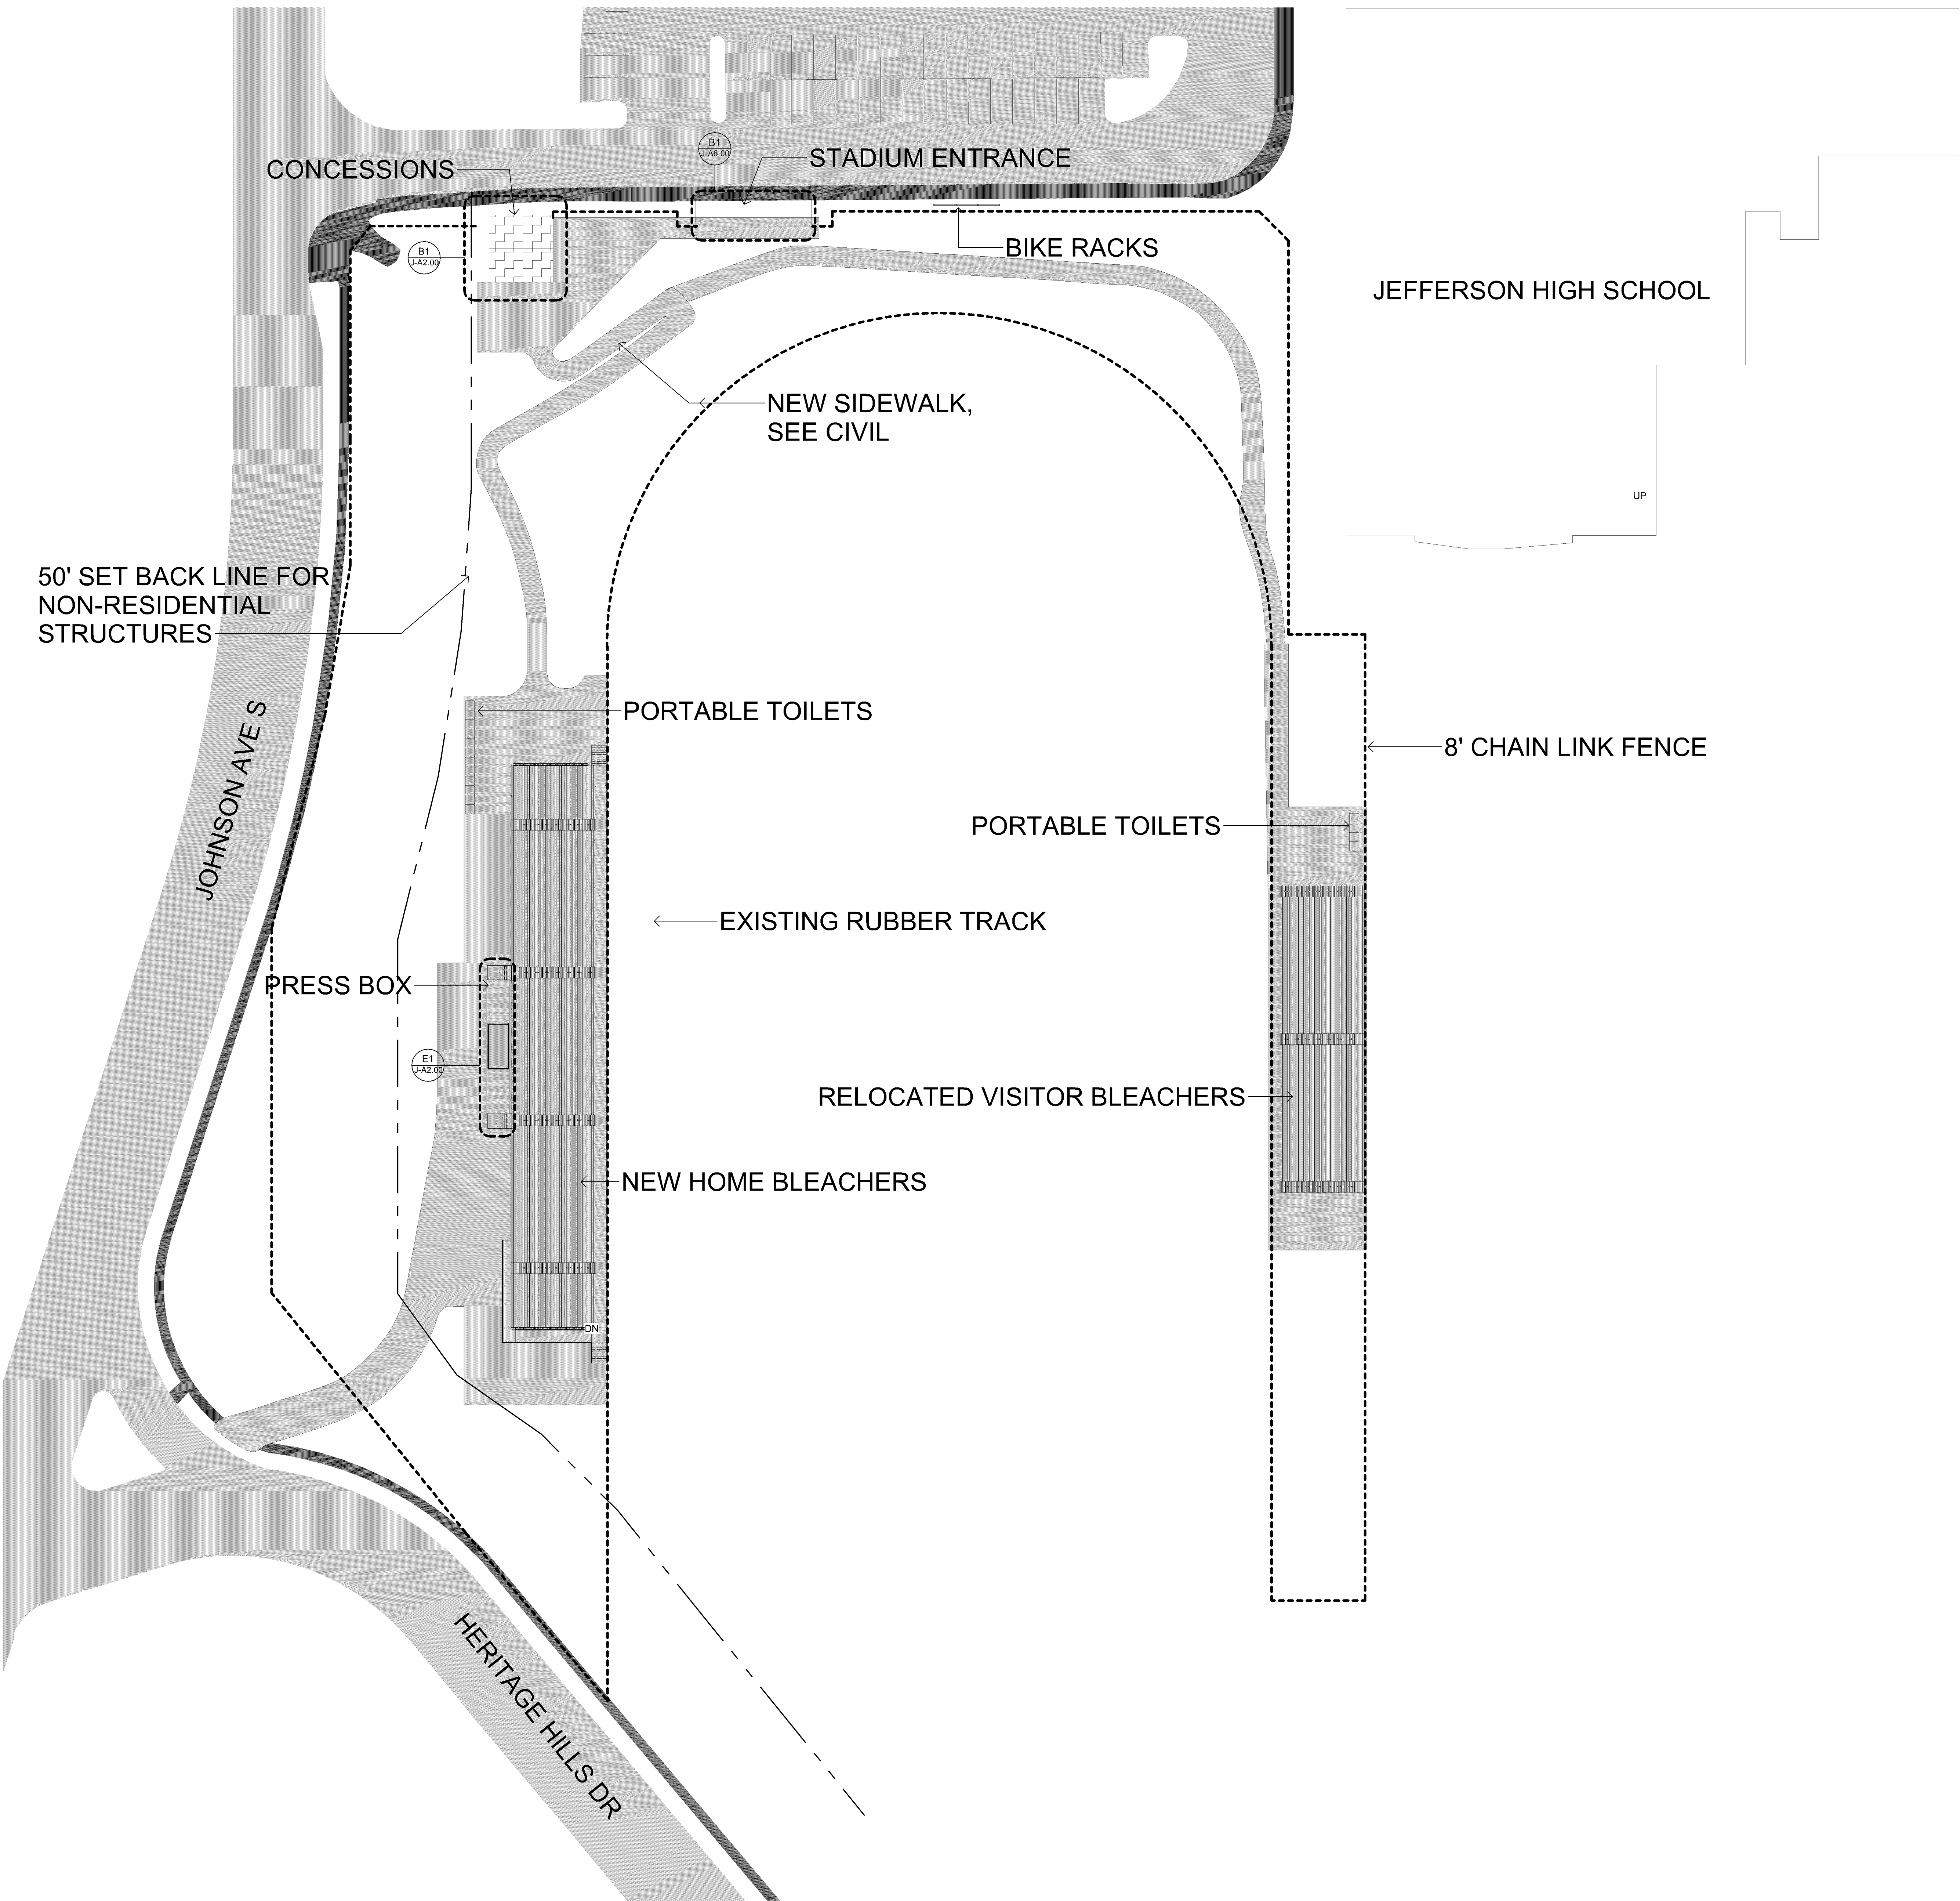 B1
J-A6.00
STADIUM ENTRANCE
CONCESSIONS
B1
J-A2.00
BIKE RACKS
JEFFERSON HIGH SCHOOL
NEW SIDEWALK,
SEE CIVIL
UP
50' SET BACK LINE FOR
NON-RESIDENTIAL
STRUCTURES
PORTABLE TOILETS
8' CHAIN LINK FENCE
JOHNSON AVE S
PORTABLE TOILETS
EXISTING RUBBER TRACK
PRESS BOX
E1
J-A2.00
RELOCATED VISITOR BLEACHERS
NEW HOME BLEACHERS
DN
HERITAGE HILLS DR